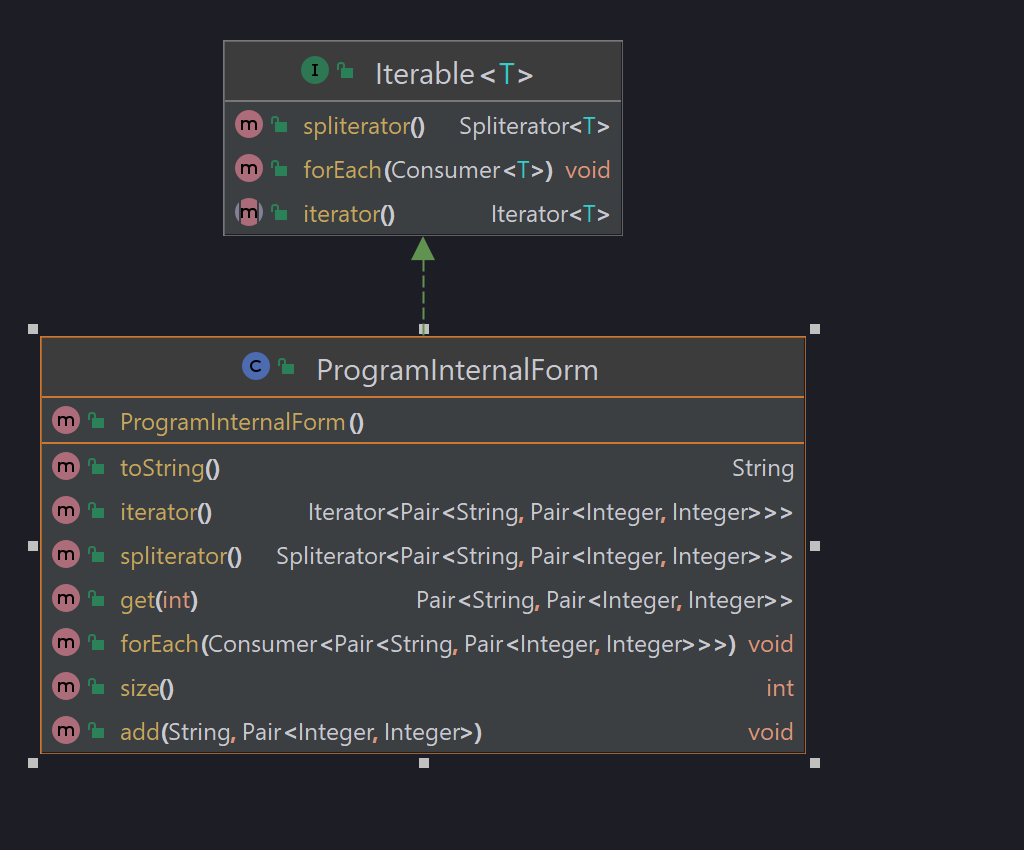 I Iterable<T>
m spliterator() Spliterator<T>
m forEach(Consumer<T>) void
m iterator() Iterator<T>
C ProgramInternalForm
m ProgramInternalForm()
m toString() String
m iterator() Iterator<Pair<String, Pair<Integer, Integer>>>
m spliterator() Spliterator<Pair<String, Pair<Integer, Integer>>>
m get(int) Pair<String, Pair<Integer, Integer>>
m forEach(Consumer<Pair<String, Pair<Integer, Integer>>>) void
m size() int
m add(String, Pair<Integer, Integer>) void